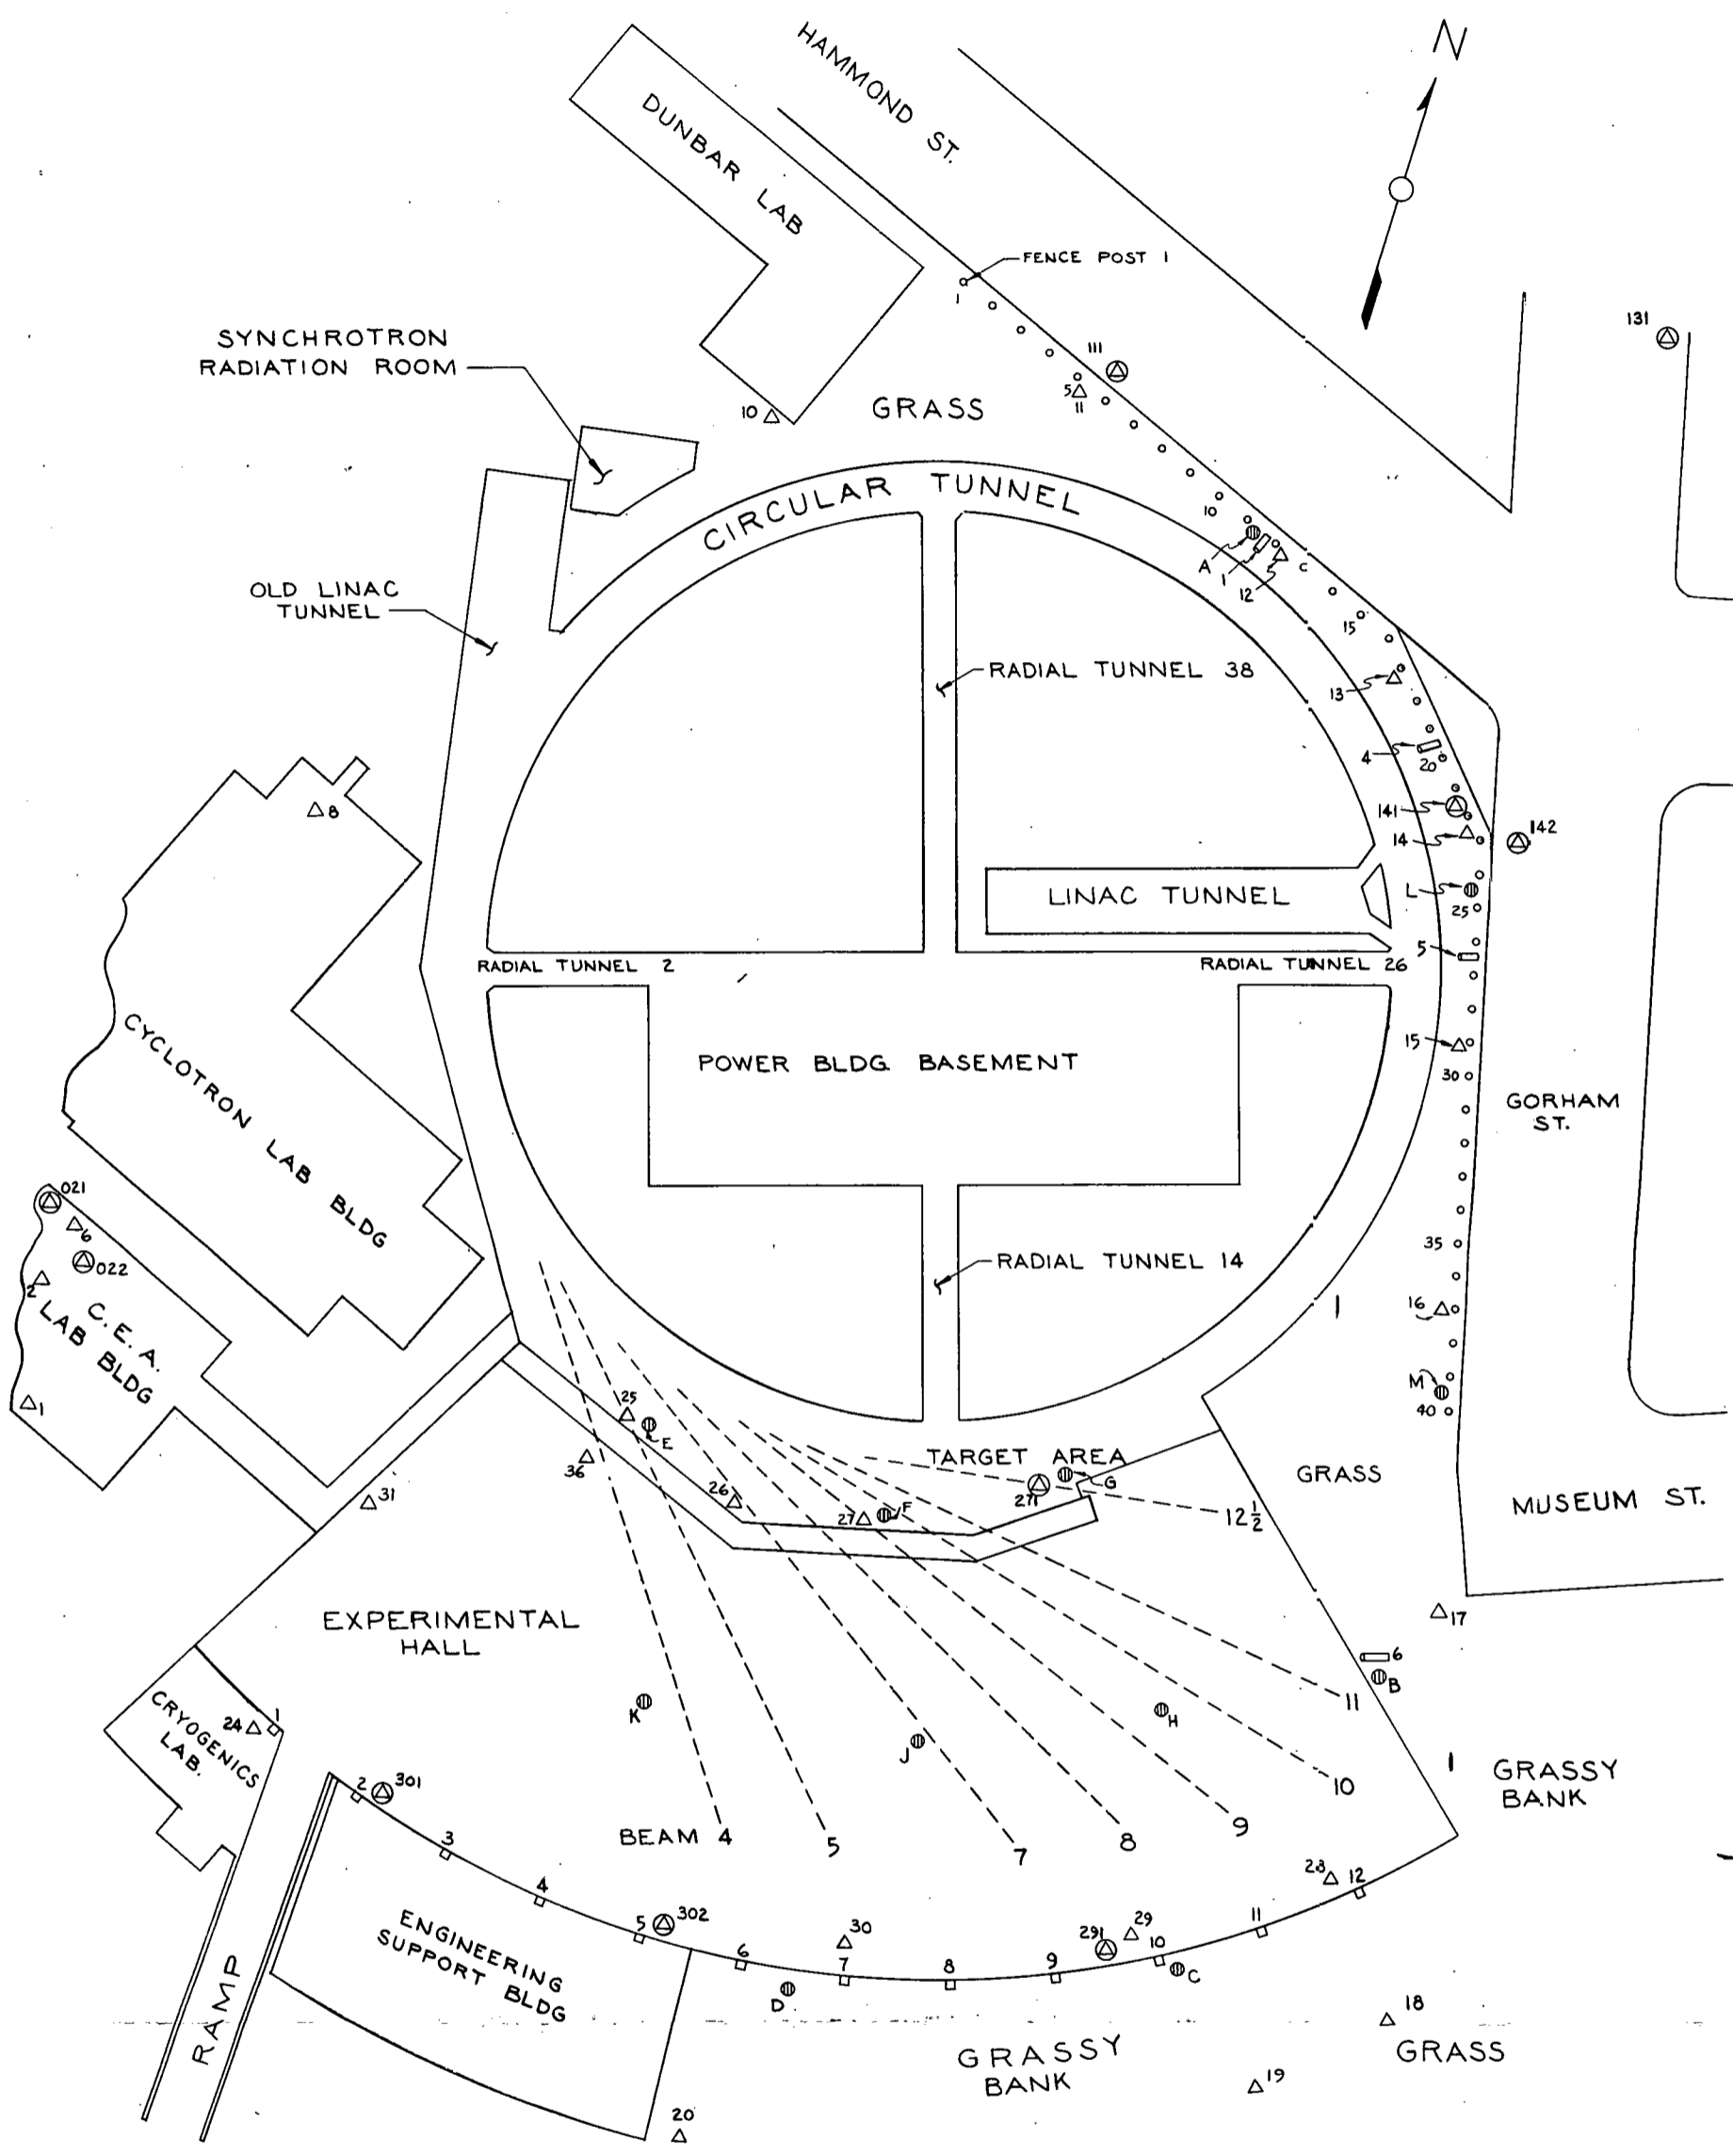 N
HAMMOND ST.
DUNBAR LAB
FENCE POST 1
1
131
SYNCHROTRON
RADIATION ROOM
111
5
11
10
GRASS
CIRCULAR TUNNEL
10
A
1
12
C
OLD LINAC
TUNNEL
15
RADIAL TUNNEL 38
13
4
20
8
141
14
142
LINAC TUNNEL
L
25
5
RADIAL TUNNEL 2
RADIAL TUNNEL 26
CYCLOTRON LAB BLDG
POWER BLDG. BASEMENT
15
30
GORHAM
ST.
021
6
022
2
35
RADIAL TUNNEL 14
C.E.A.
LAB BLDG
16
1
M
40
25
E
36
TARGET AREA
G
271
12 1/2
GRASS
26
27
F
31
MUSEUM ST.
EXPERIMENTAL
HALL
17
6
B
11
CRYOGENICS
LAB.
24
1
K
H
J
GRASSY
BANK
2
301
10
BEAM 4
5
7
8
9
3
4
28
12
ENGINEERING
SUPPORT BLDG
5
302
6
30
7
8
9
291
29
10
11
C
D
RAMP
18
GRASS
GRASSY
BANK
19
20